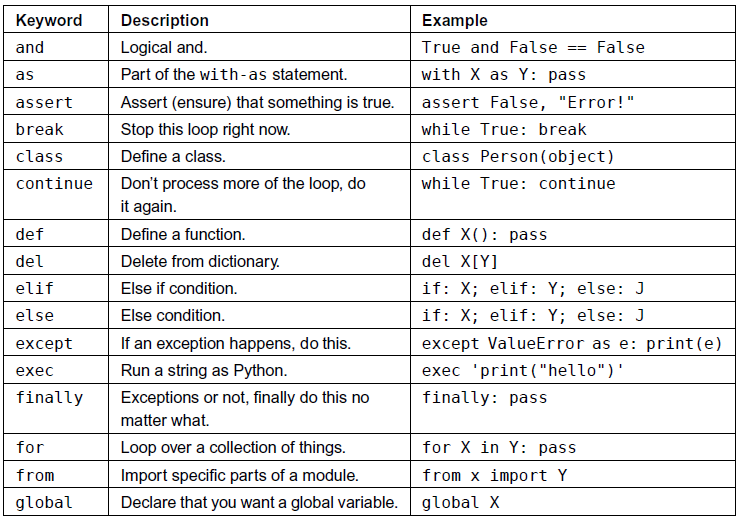 Keyword Description Example
and Logical and. True and False == False
as Part of the with-as statement. with X as Y: pass
assert Assert (ensure) that something is true. assert False, "Error!"
break Stop this loop right now. while True: break
class Define a class. class Person(object)
continue Don’t process more of the loop, do while True: continue
it again.
def Define a function. def X(): pass
del Delete from dictionary. del X[Y]
elif Else if condition. if: X; elif: Y; else: J
else Else condition. if: X; elif: Y; else: J
except If an exception happens, do this. except ValueError as e: print(e)
exec Run a string as Python. exec 'print("hello")'
finally Exceptions or not, finally do this no finally: pass
matter what.
for Loop over a collection of things. for X in Y: pass
from Import specific parts of a module. from x import Y
global Declare that you want a global variable. global X